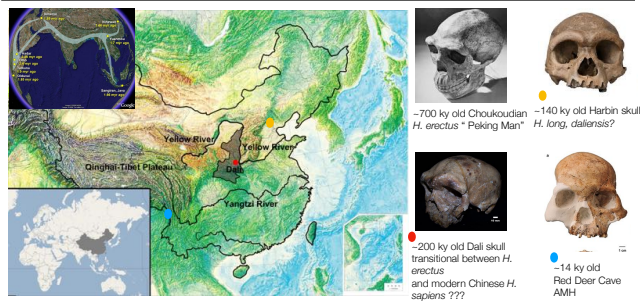 Google
Yellow River
Yellow River
Dali
Qinghai-Tibet Plateau
Yangtzi River
~700 ky old Choukoudian
H. erectus “ Peking Man”
~140 ky old Harbin skull
H. long, daliensis?
~200 ky old Dali skull
transitional between H.
erectus
and modern Chinese H.
sapiens ???
~14 ky old
Red Deer Cave
AMH